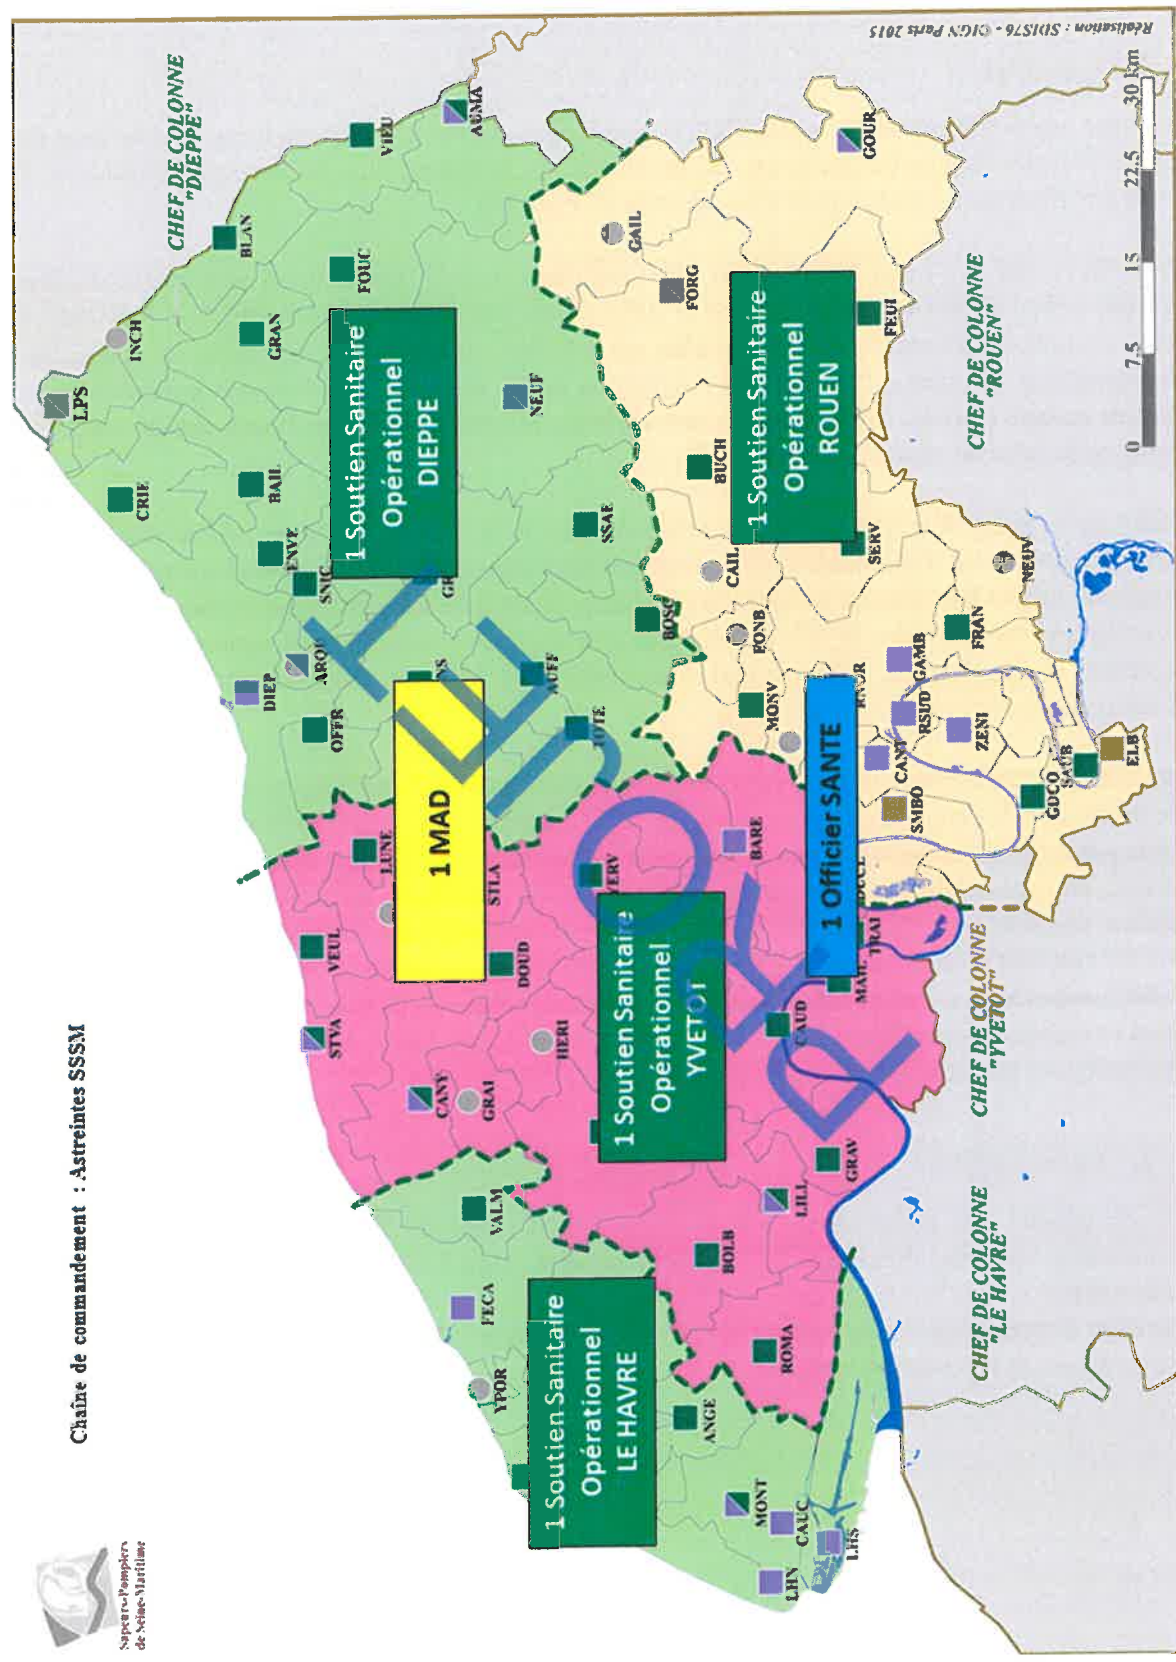 Chaîne de commandement : Astreintes SSSM
Sapeurs-Pompiers
de Seine-Maritime
CHEF DE COLONNE
"DIEPPE"
LPS
INCH
BLAN
VIEU
AUMA
CRIE
GRAN
FOUC
BAIL
ENVE
SNIC
DIEP
OFFR
NEUF
SSAE
AUFF
BOSC
1 Soutien Sanitaire
Opérationnel
DIEPPE
1 MAD
LUNE
VEUL
STVA
STLA
DOUD
CANY
GRAI
HERI
YERV
BARE
1 Soutien Sanitaire
Opérationnel
YVETOT
CAUD
MAIL
TRAI
GRAV
LILL
BOLB
ROMA
VALM
FECA
YPOR
1 Soutien Sanitaire
Opérationnel
LE HAVRE
ANGE
MONT
CAUC
LHN
LHS
1 Officier SANTE
GAIL
GOUR
FORG
FEUI
BUCH
1 Soutien Sanitaire
Opérationnel
ROUEN
CAIL
SERV
MONV
FRAN
GAMB
RSUD
ZENI
CANT
SMBO
GDCO
SAUB
ELB
CHEF DE COLONNE
"ROUEN"
CHEF DE COLONNE
"YVETOT"
CHEF DE COLONNE
"LE HAVRE"
PROJET
0 7.5 15 22.5 30 Km
Réalisation : SDIS76 - ©IGN Paris 2015